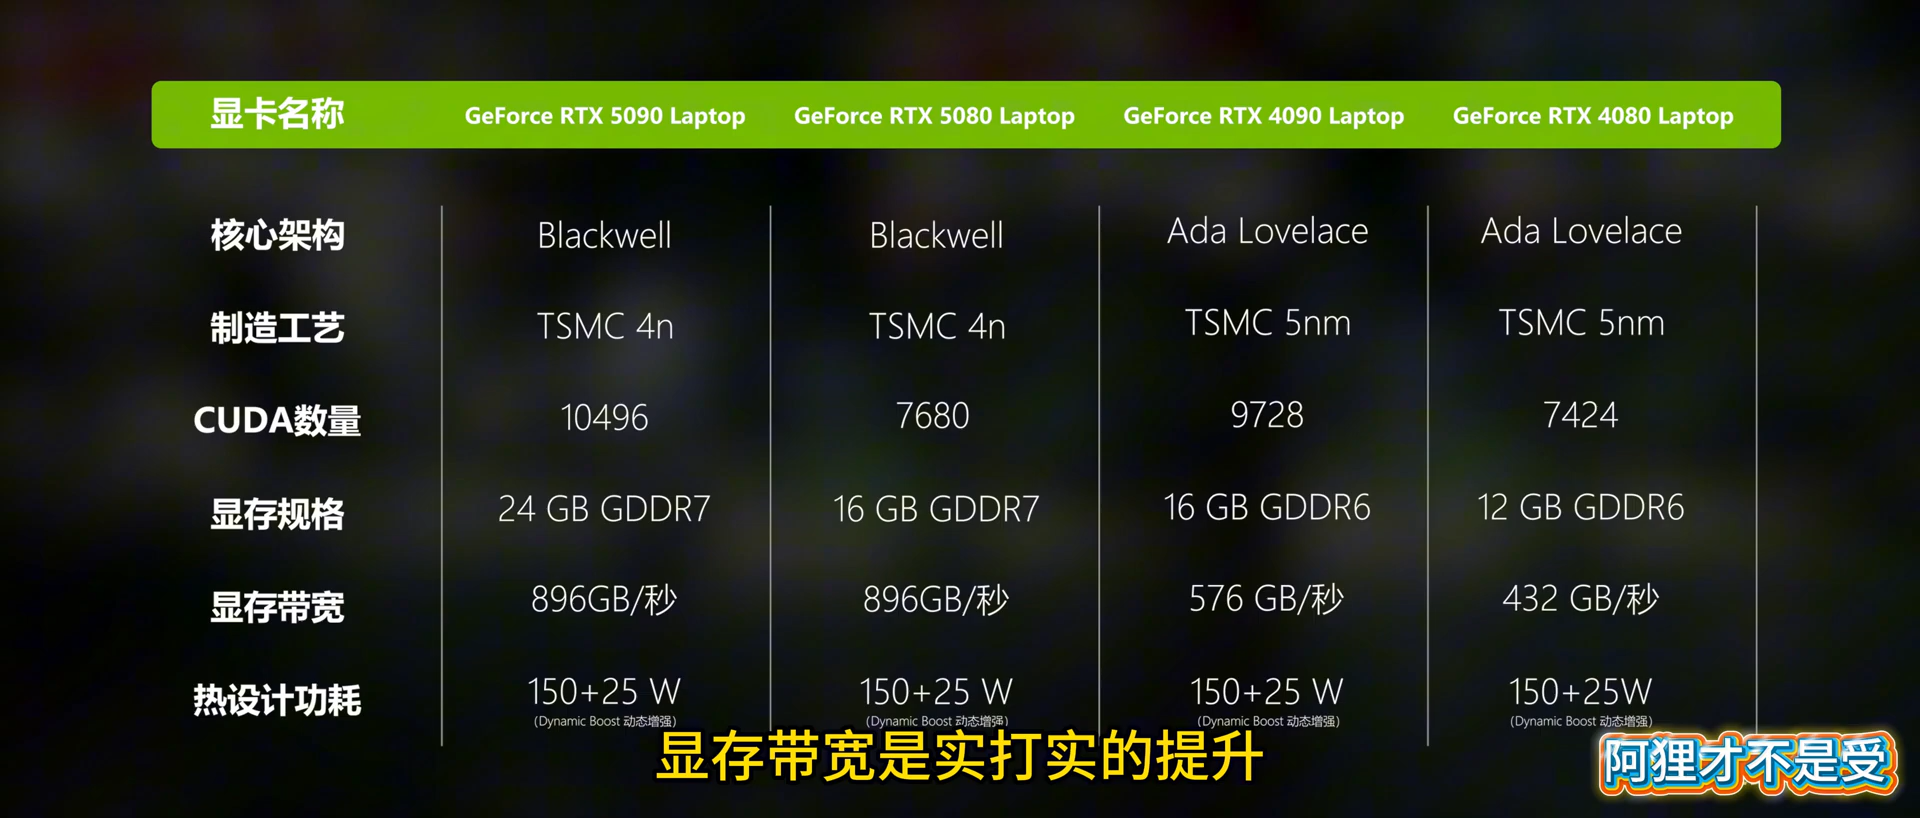 显卡名称 GeForce RTX 5090 Laptop GeForce RTX 5080 Laptop GeForce RTX 4090 Laptop GeForce RTX 4080 Laptop
核心架构 Blackwell Blackwell Ada Lovelace Ada Lovelace
制造工艺 TSMC 4n TSMC 4n TSMC 5nm TSMC 5nm
CUDA数量 10496 7680 9728 7424
显存规格 24 GB GDDR7 16 GB GDDR7 16 GB GDDR6 12 GB GDDR6
显存带宽 896GB/秒 896GB/秒 576 GB/秒 432 GB/秒
热设计功耗 150+25 W 150+25 W 150+25 W 150+25W
(Dynamic Boost 动态增强) (Dynamic Boost 动态增强) (Dynamic Boost 动态增强) (Dynamic Boost 动态增强)
显存带宽是实打实的提升
阿狸才不是受